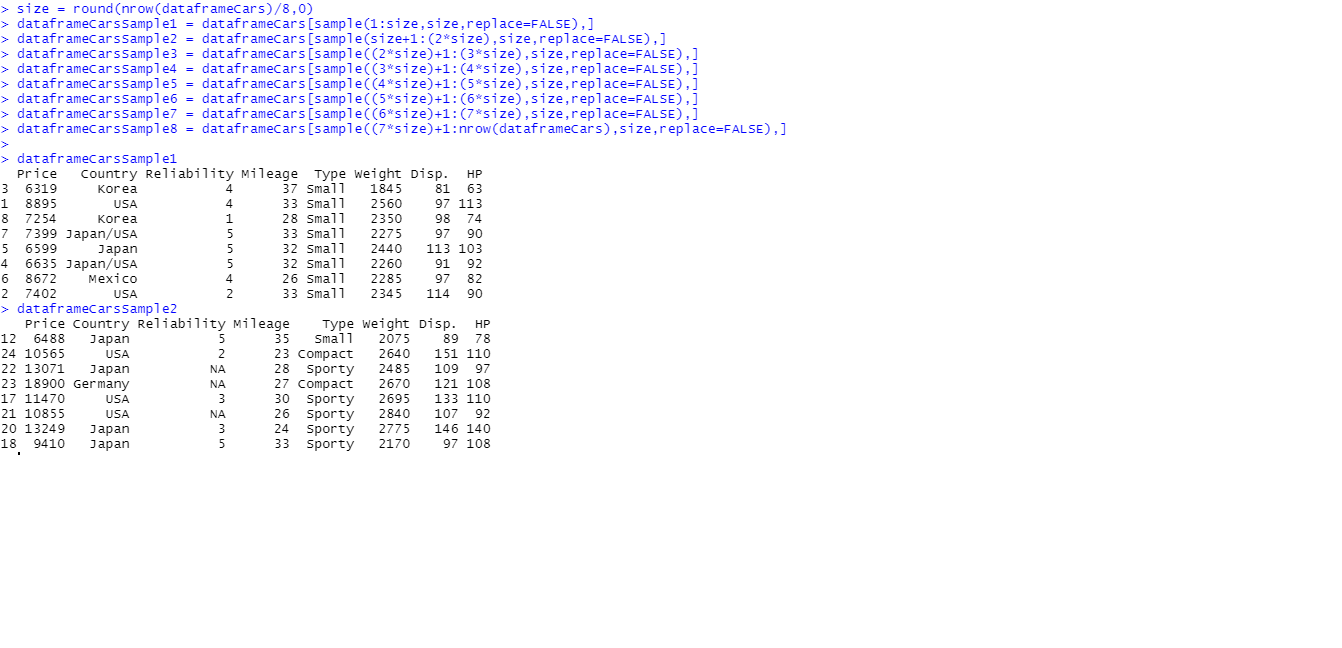 > size = round(nrow(dataframeCars)/8,0)
> dataframeCarsSample1 = dataframeCars[sample(1:size,size,replace=FALSE),]
> dataframeCarsSample2 = dataframeCars[sample(size+1:(2*size),size,replace=FALSE),]
> dataframeCarsSample3 = dataframeCars[sample((2*size)+1:(3*size),size,replace=FALSE),]
> dataframeCarsSample4 = dataframeCars[sample((3*size)+1:(4*size),size,replace=FALSE),]
> dataframeCarsSample5 = dataframeCars[sample((4*size)+1:(5*size),size,replace=FALSE),]
> dataframeCarsSample6 = dataframeCars[sample((5*size)+1:(6*size),size,replace=FALSE),]
> dataframeCarsSample7 = dataframeCars[sample((6*size)+1:(7*size),size,replace=FALSE),]
> dataframeCarsSample8 = dataframeCars[sample((7*size)+1:nrow(dataframeCars),size,replace=FALSE),]
>
> dataframeCarsSample1
  Price   Country Reliability Mileage  Type Weight Disp.  HP
3  6319     Korea           4      37 Small   1845    81  63
1  8895       USA           4      33 Small   2560    97 113
8  7254     Korea           1      28 Small   2350    98  74
7  7399 Japan/USA           5      33 Small   2275    97  90
5  6599     Japan           5      32 Small   2440   113 103
4  6635 Japan/USA           5      32 Small   2260    91  92
6  8672    Mexico           4      26 Small   2285    97  82
2  7402       USA           2      33 Small   2345   114  90
> dataframeCarsSample2
   Price Country Reliability Mileage    Type Weight Disp.  HP
12  6488   Japan           5      35   Small   2075    89  78
24 10565     USA           2      23 Compact   2640   151 110
22 13071   Japan          NA      28  Sporty   2485   109  97
23 18900 Germany          NA      27 Compact   2670   121 108
17 11470     USA           3      30  Sporty   2695   133 110
21 10855     USA          NA      26  Sporty   2840   107  92
20 13249   Japan           3      24  Sporty   2775   146 140
18  9410   Japan           5      33  Sporty   2170    97 108